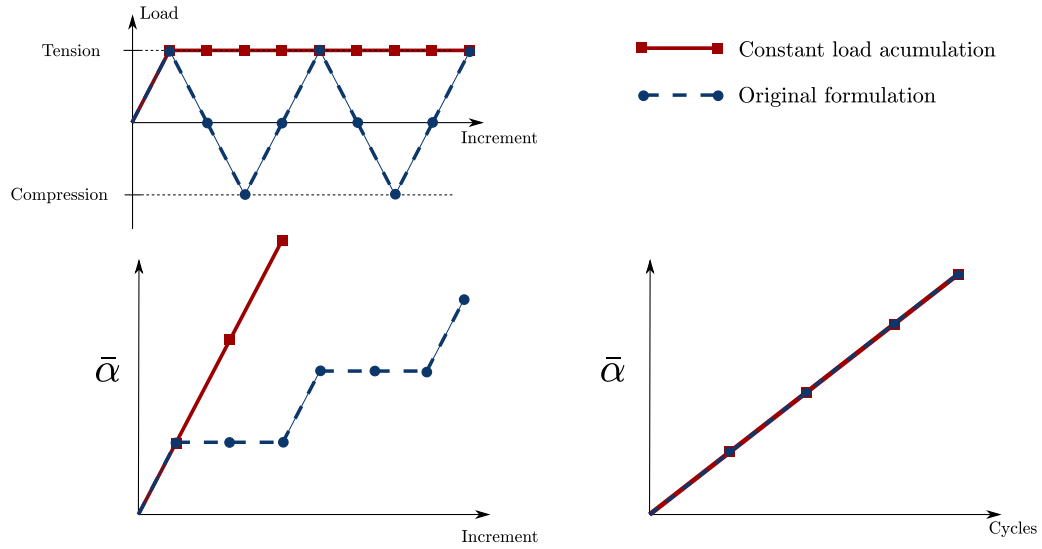 Load
Tension
Increment
Compression
Constant load acumulation
Original formulation
ᾱ
Increment
ᾱ
Cycles